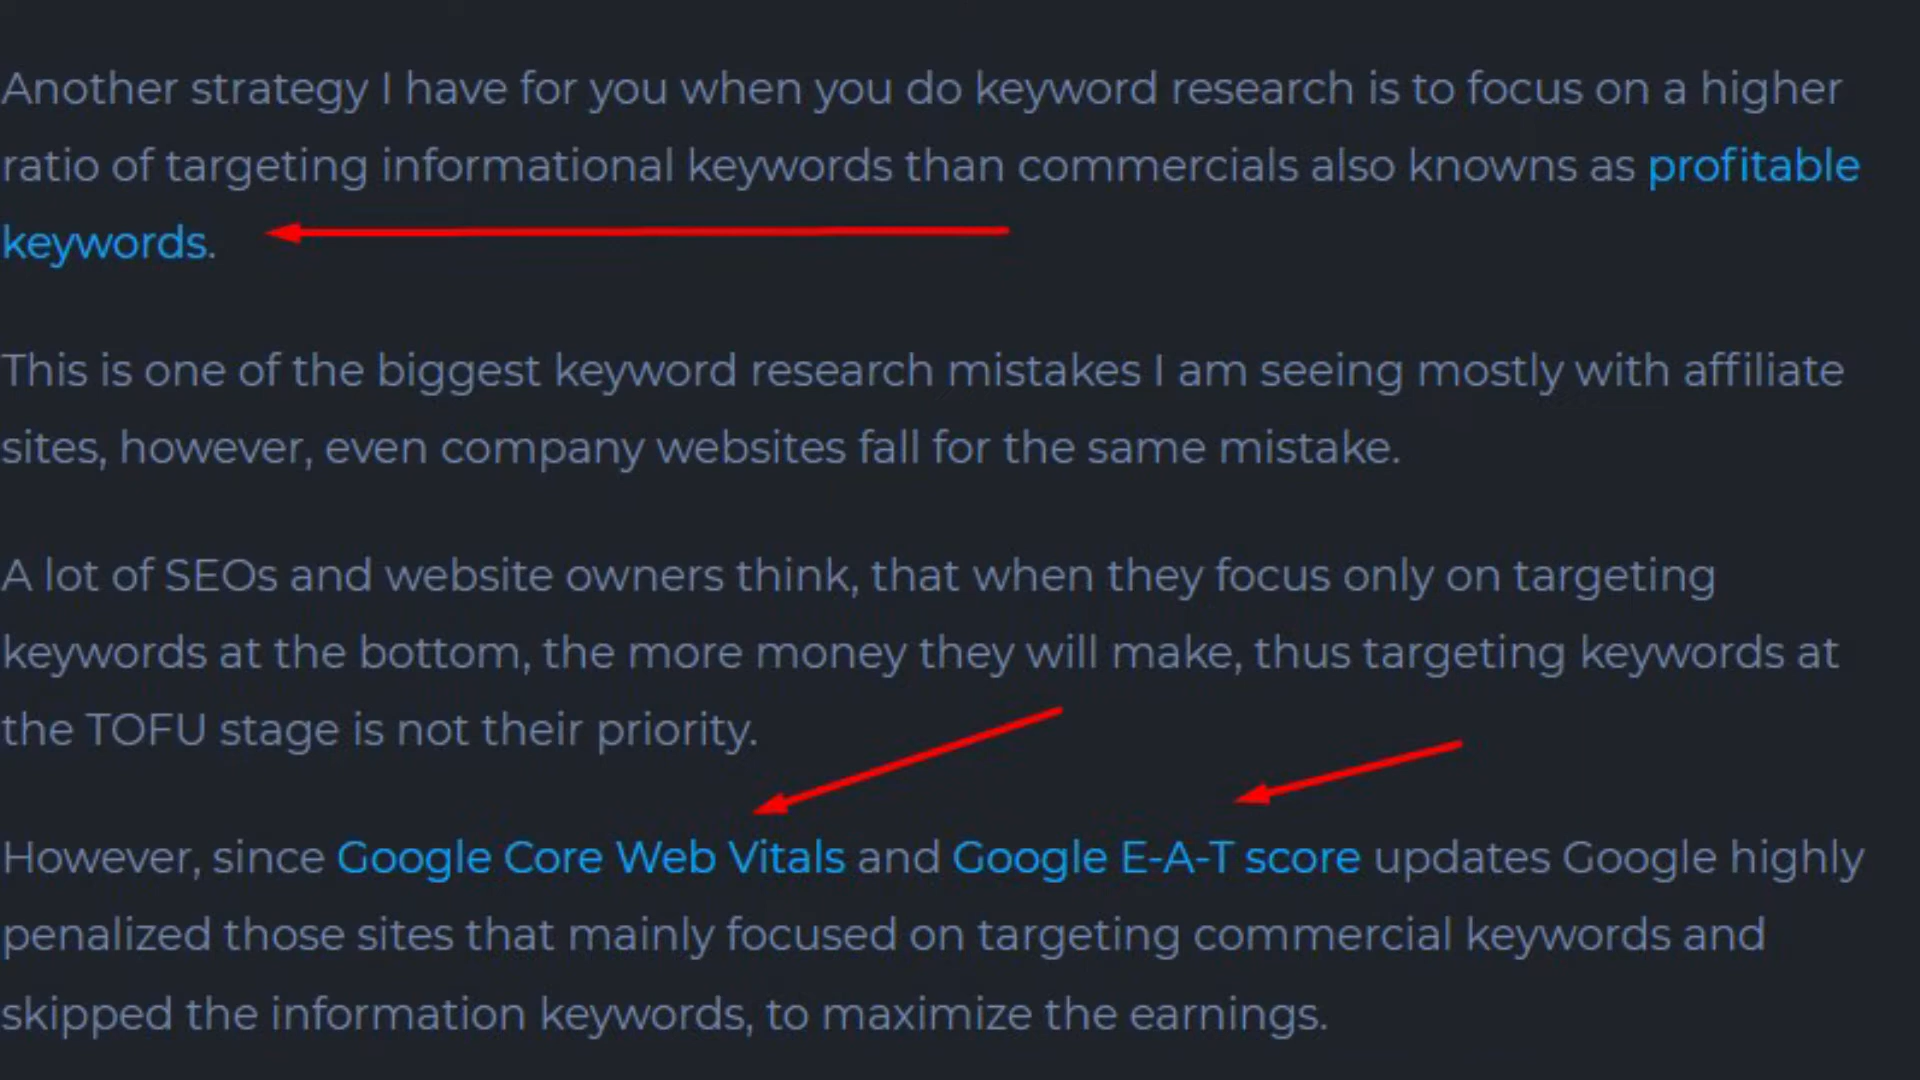 Another strategy I have for you when you do keyword research is to focus on a higher
ratio of targeting informational keywords than commercials also knowns as profitable
keywords.
This is one of the biggest keyword research mistakes I am seeing mostly with affiliate
sites, however, even company websites fall for the same mistake.
A lot of SEOs and website owners think, that when they focus only on targeting
keywords at the bottom, the more money they will make, thus targeting keywords at
the TOFU stage is not their priority.
However, since Google Core Web Vitals and Google E-A-T score updates Google highly
penalized those sites that mainly focused on targeting commercial keywords and
skipped the information keywords, to maximize the earnings.